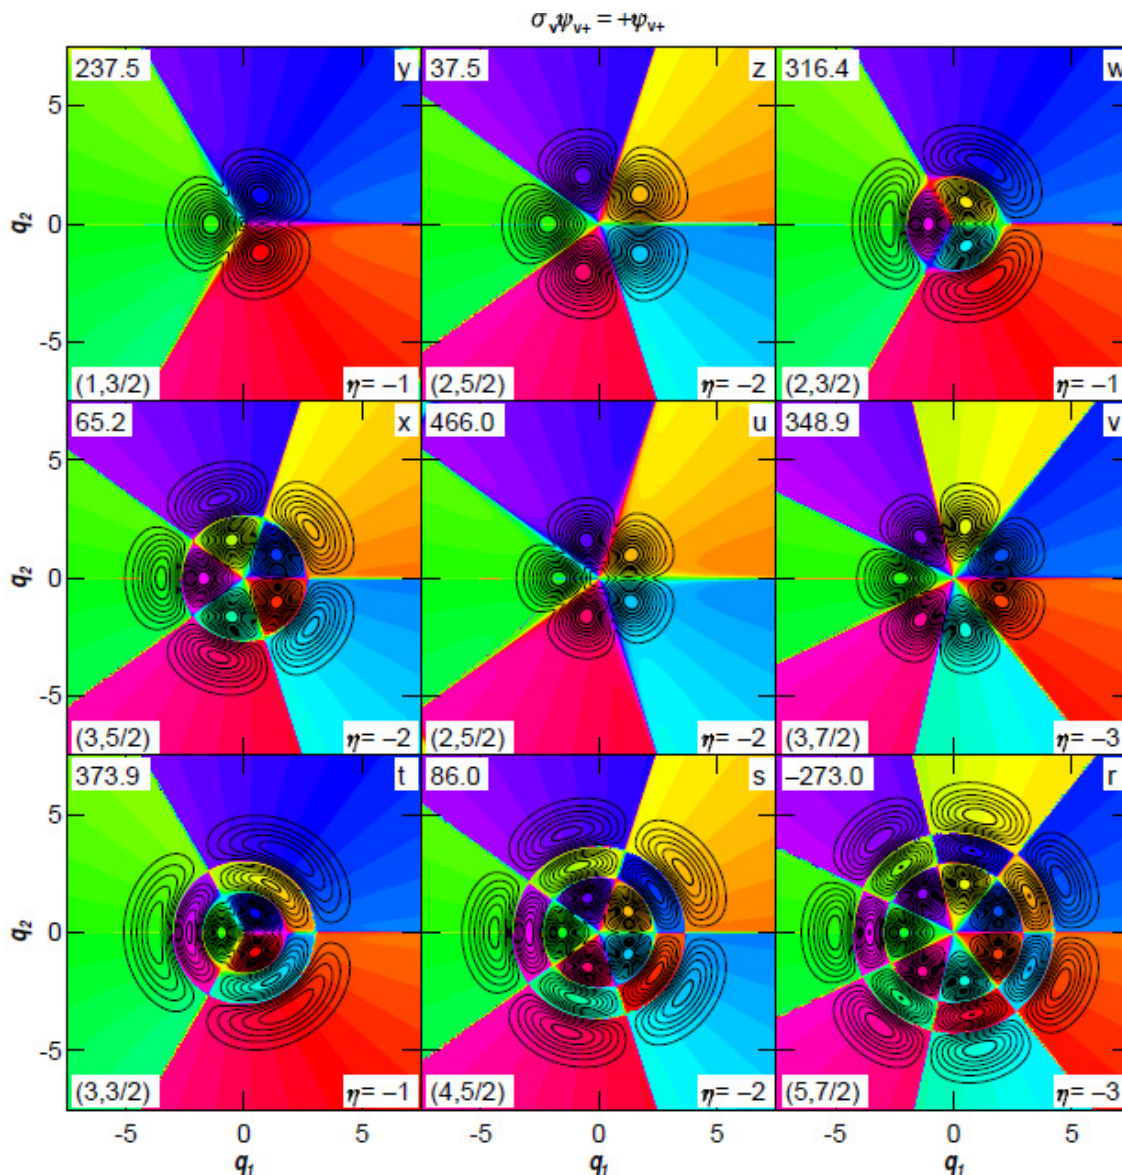 σᵥψᵥ₊ = +ψᵥ₊
237.5 y 37.5 z 316.4 w
5
q₂ 0
-5
(1,3/2) η= –1 (2,5/2) η= –2 (2,3/2) η= –1
65.2 x 466.0 u 348.9 v
5
q₂ 0
-5
(3,5/2) η= –2 (2,5/2) η= –2 (3,7/2) η= –3
373.9 t 86.0 s –273.0 r
5
q₂ 0
-5
(3,3/2) η= –1 (4,5/2) η= –2 (5,7/2) η= –3
-5 0 5 -5 0 5 -5 0 5
q₁ q₁ q₁